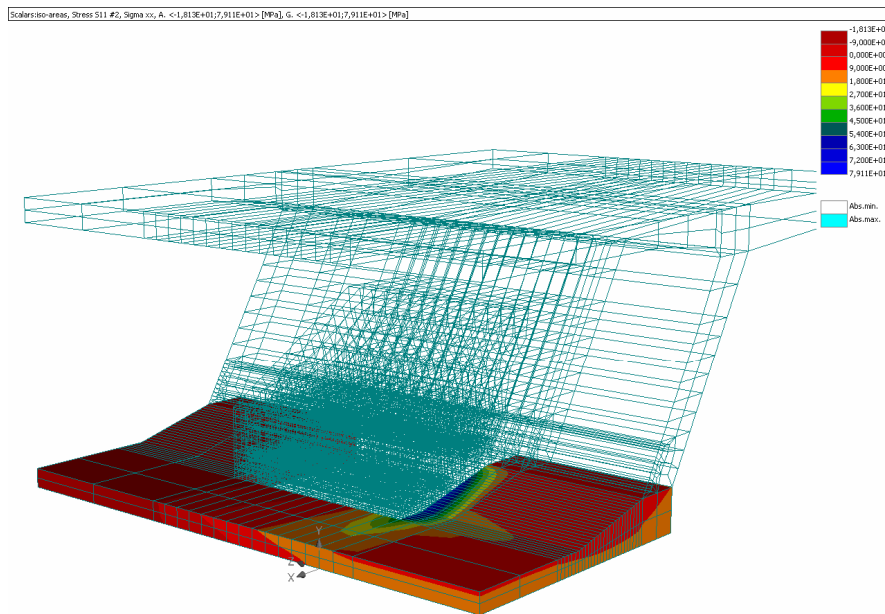 Scalars:iso-areas, Stress S11 #2, Sigma xx, A. <-1,813E+01;7,911E+01> [MPa], G. <-1,813E+01;7,911E+01> [MPa]
-1,813E+0
-9,000E+0
0,000E+00
9,000E+00
1,800E+01
2,700E+01
3,600E+01
4,500E+01
5,400E+01
6,300E+01
7,200E+01
7,911E+01
Abs.min.
Abs.max.
Y
Z
X